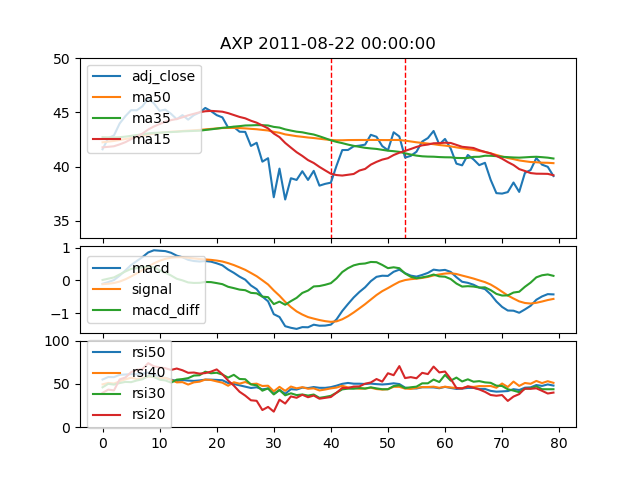 AXP 2011-08-22 00:00:00
50
45
40
35
adj_close
ma50
ma35
ma15
1
0
−1
macd
signal
macd_diff
100
50
0
rsi50
rsi40
rsi30
rsi20
0 10 20 30 40 50 60 70 80